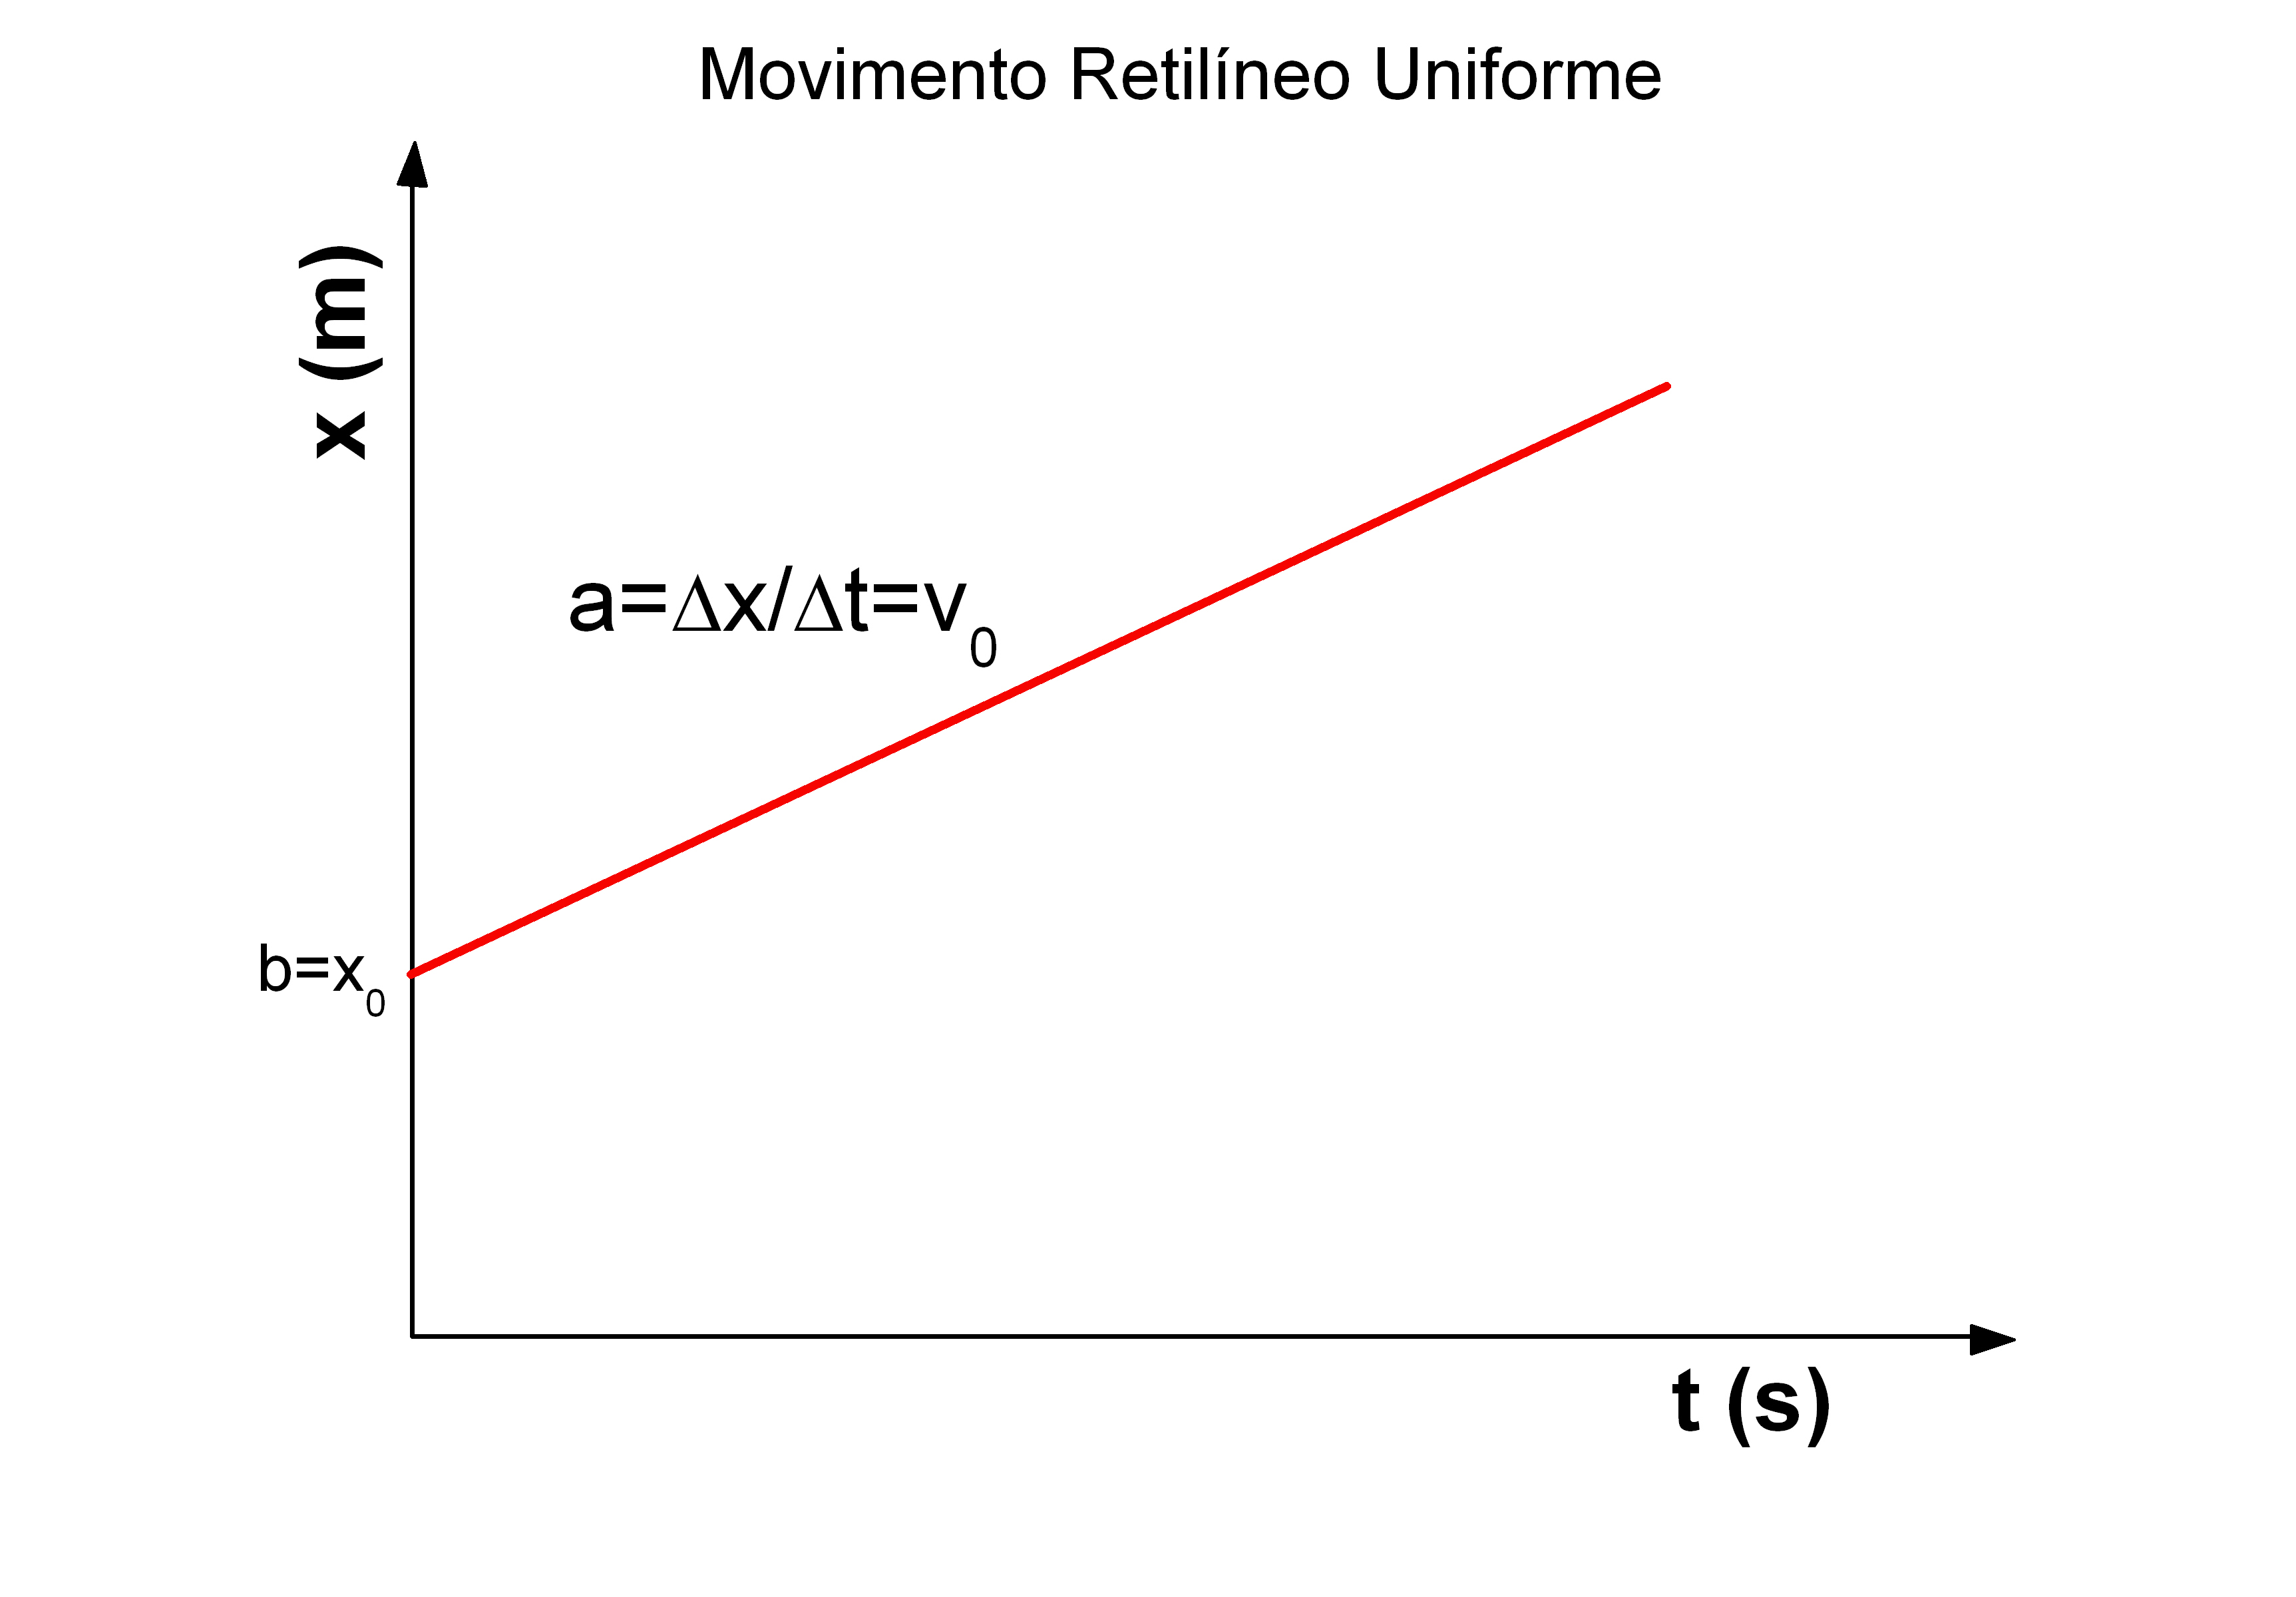 Movimento Retilíneo Uniforme
x (m)
a=Δx/Δt=v₀
b=x₀
t (s)